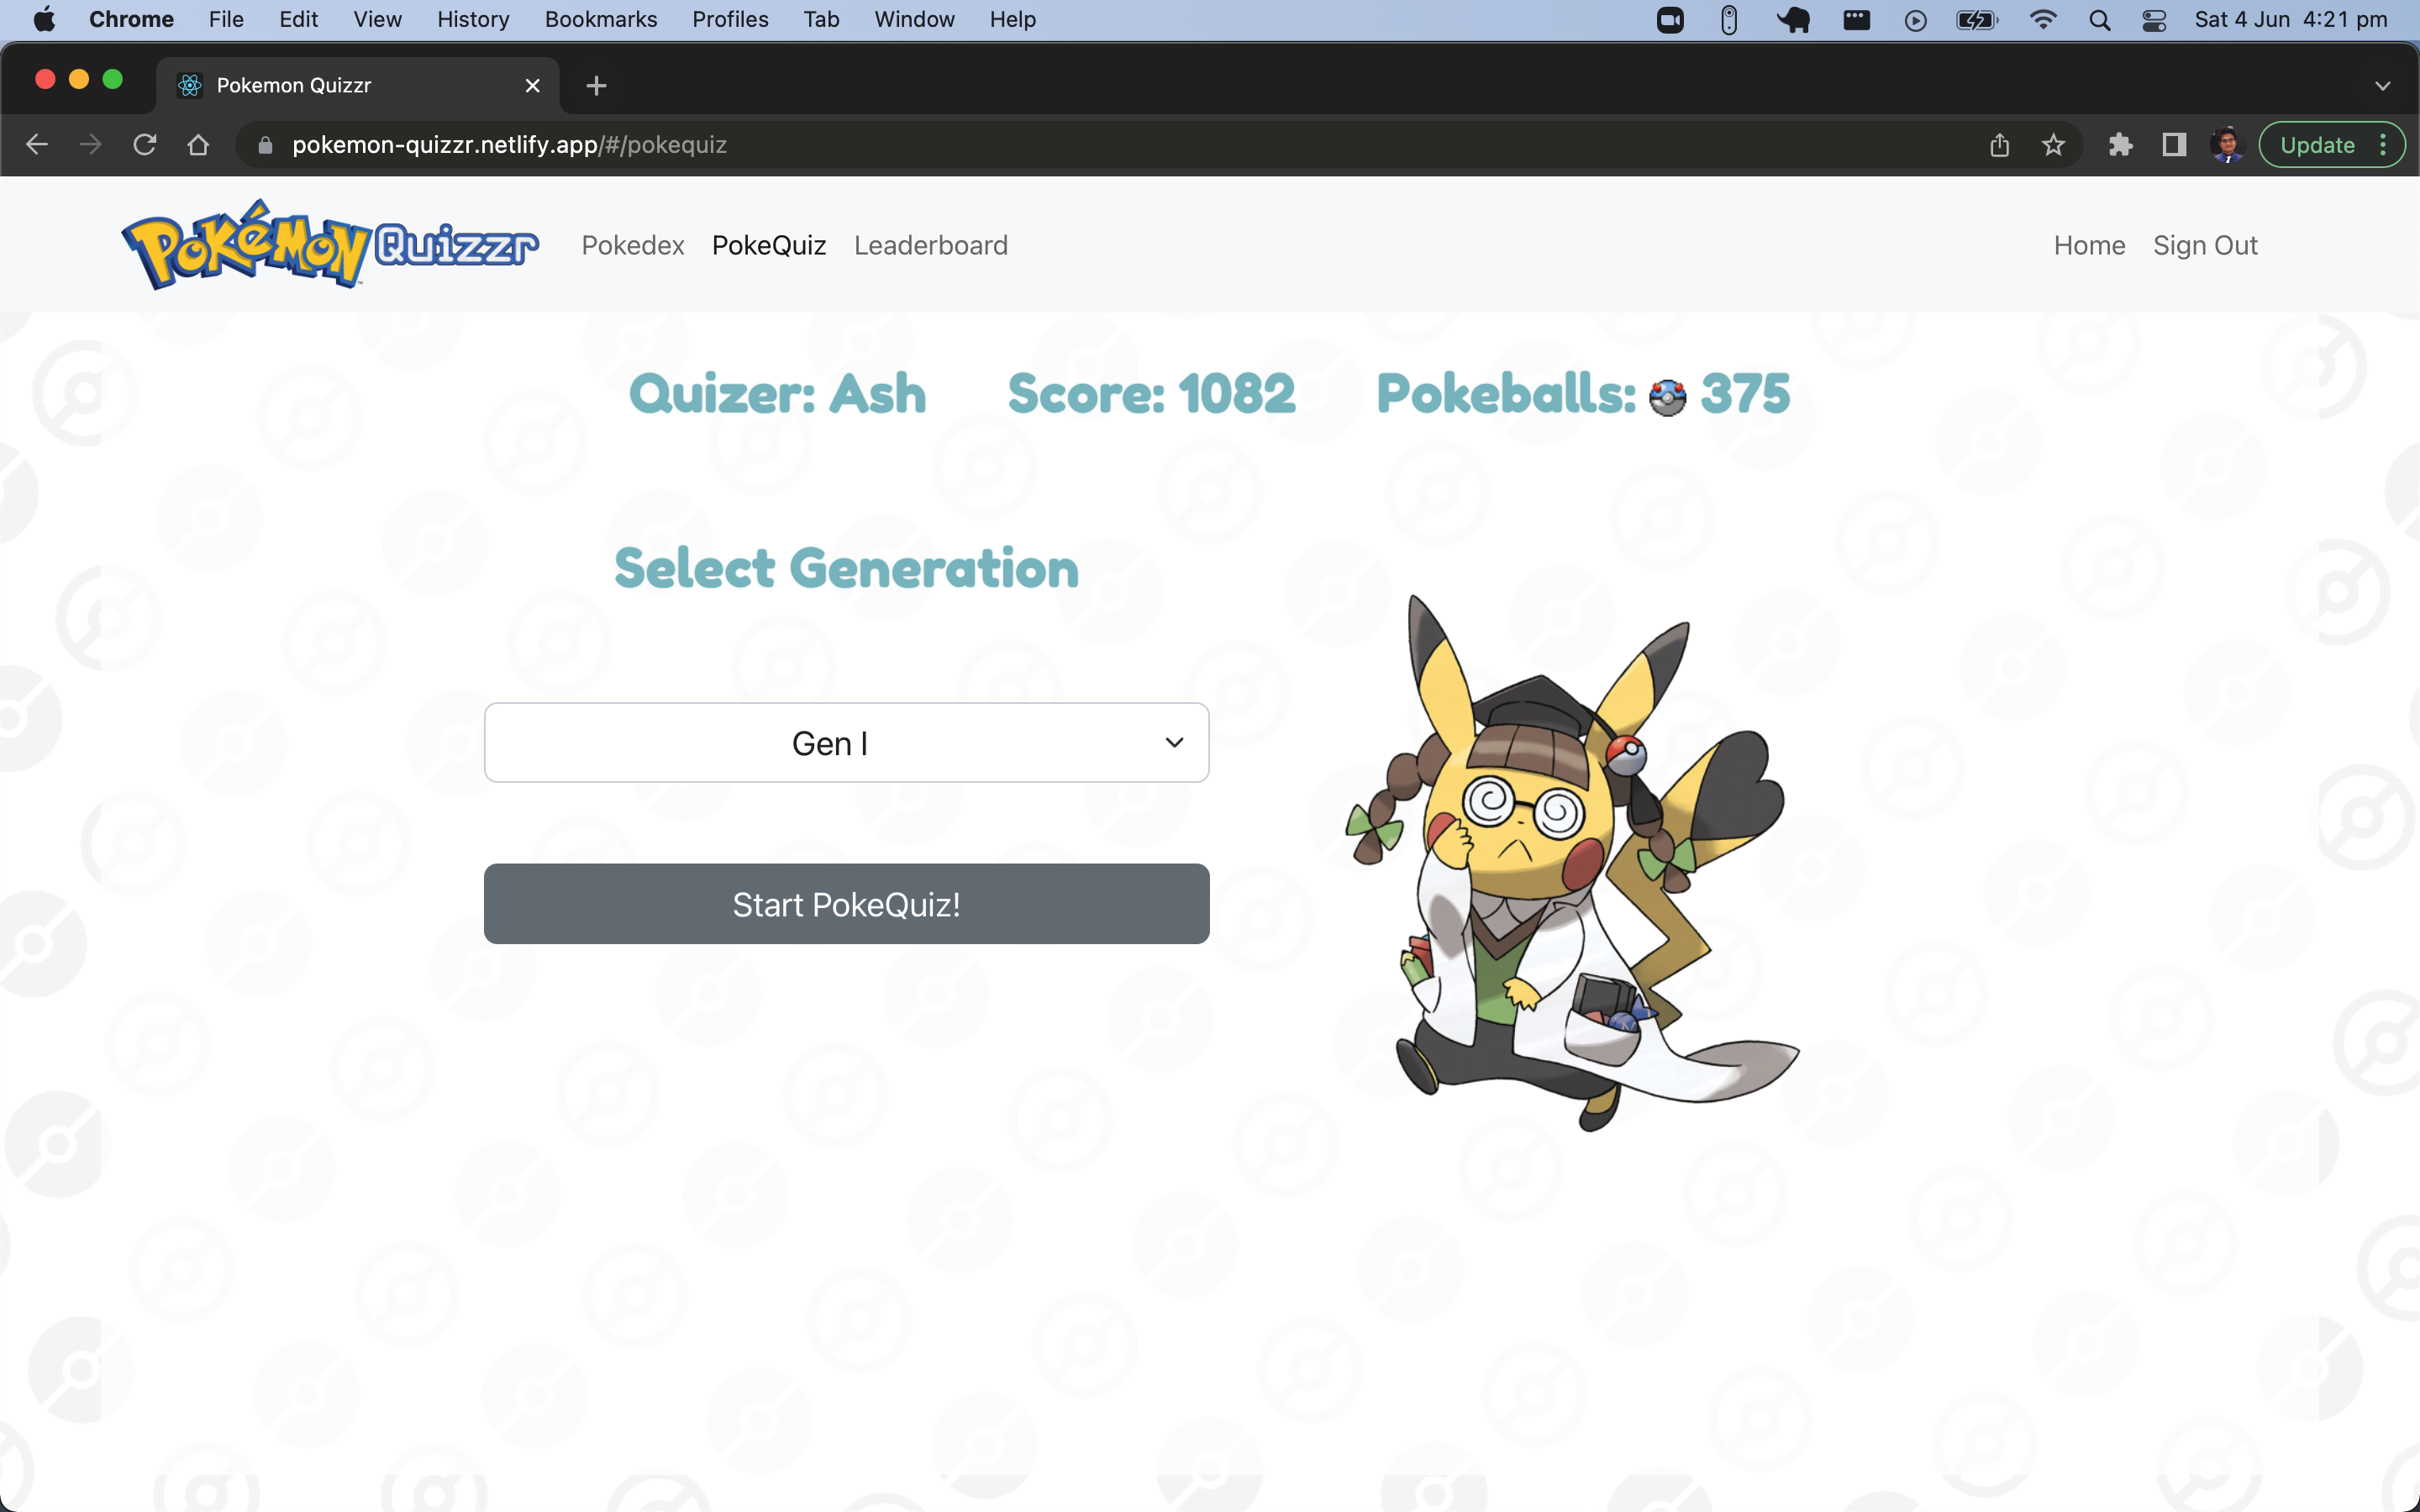 Chrome File Edit View History Bookmarks Profiles Tab Window Help Sat 4 Jun 4:21 pm
Pokemon Quizzr
pokemon-quizzr.netlify.app/#/pokequiz Update
POKéMON Quizzr Pokedex PokeQuiz Leaderboard Home Sign Out
Quizer: Ash Score: 1082 Pokeballs: 375
Select Generation
Gen I
Start PokeQuiz!